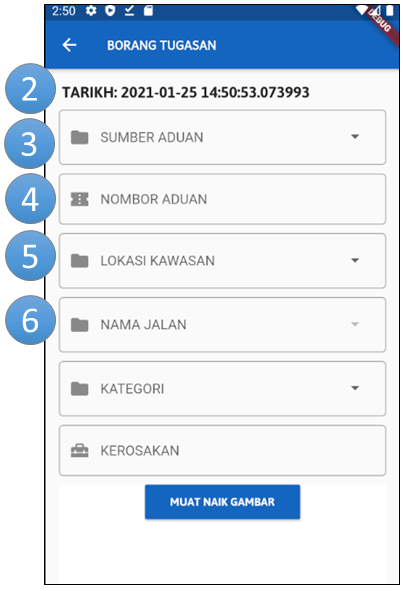 2:50
DEBUG
BORANG TUGASAN
2 TARIKH: 2021-01-25 14:50:53.073993
3 SUMBER ADUAN
4 NOMBOR ADUAN
5 LOKASI KAWASAN
6 NAMA JALAN
KATEGORI
KEROSAKAN
MUAT NAIK GAMBAR